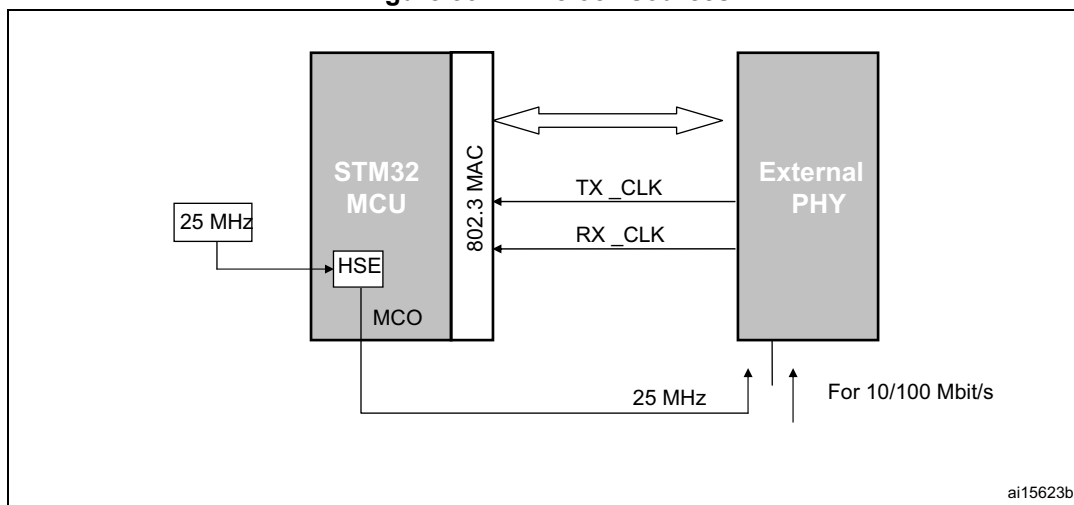 STM32
MCU
802.3 MAC
External
PHY
TX _CLK
RX _CLK
25 MHz
HSE
MCO
25 MHz
For 10/100 Mbit/s
ai15623b